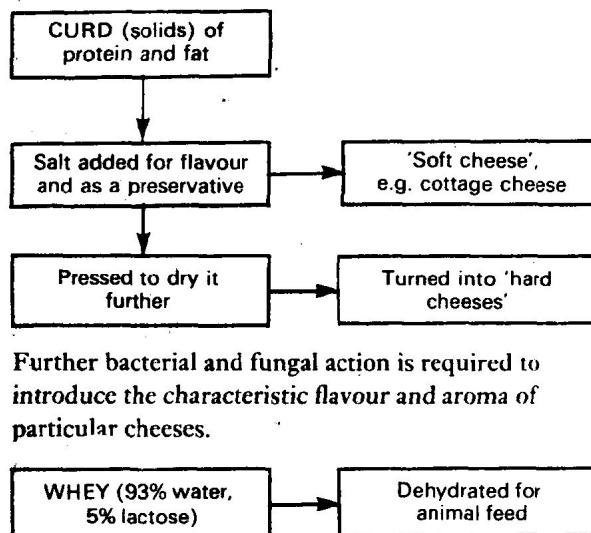 CURD (solids) of
protein and fat
Salt added for flavour
and as a preservative
'Soft cheese',
e.g. cottage cheese
Pressed to dry it
further
Turned into 'hard
cheeses'
Further bacterial and fungal action is required to
introduce the characteristic flavour and aroma of
particular cheeses.
WHEY (93% water,
5% lactose)
Dehydrated for
animal feed